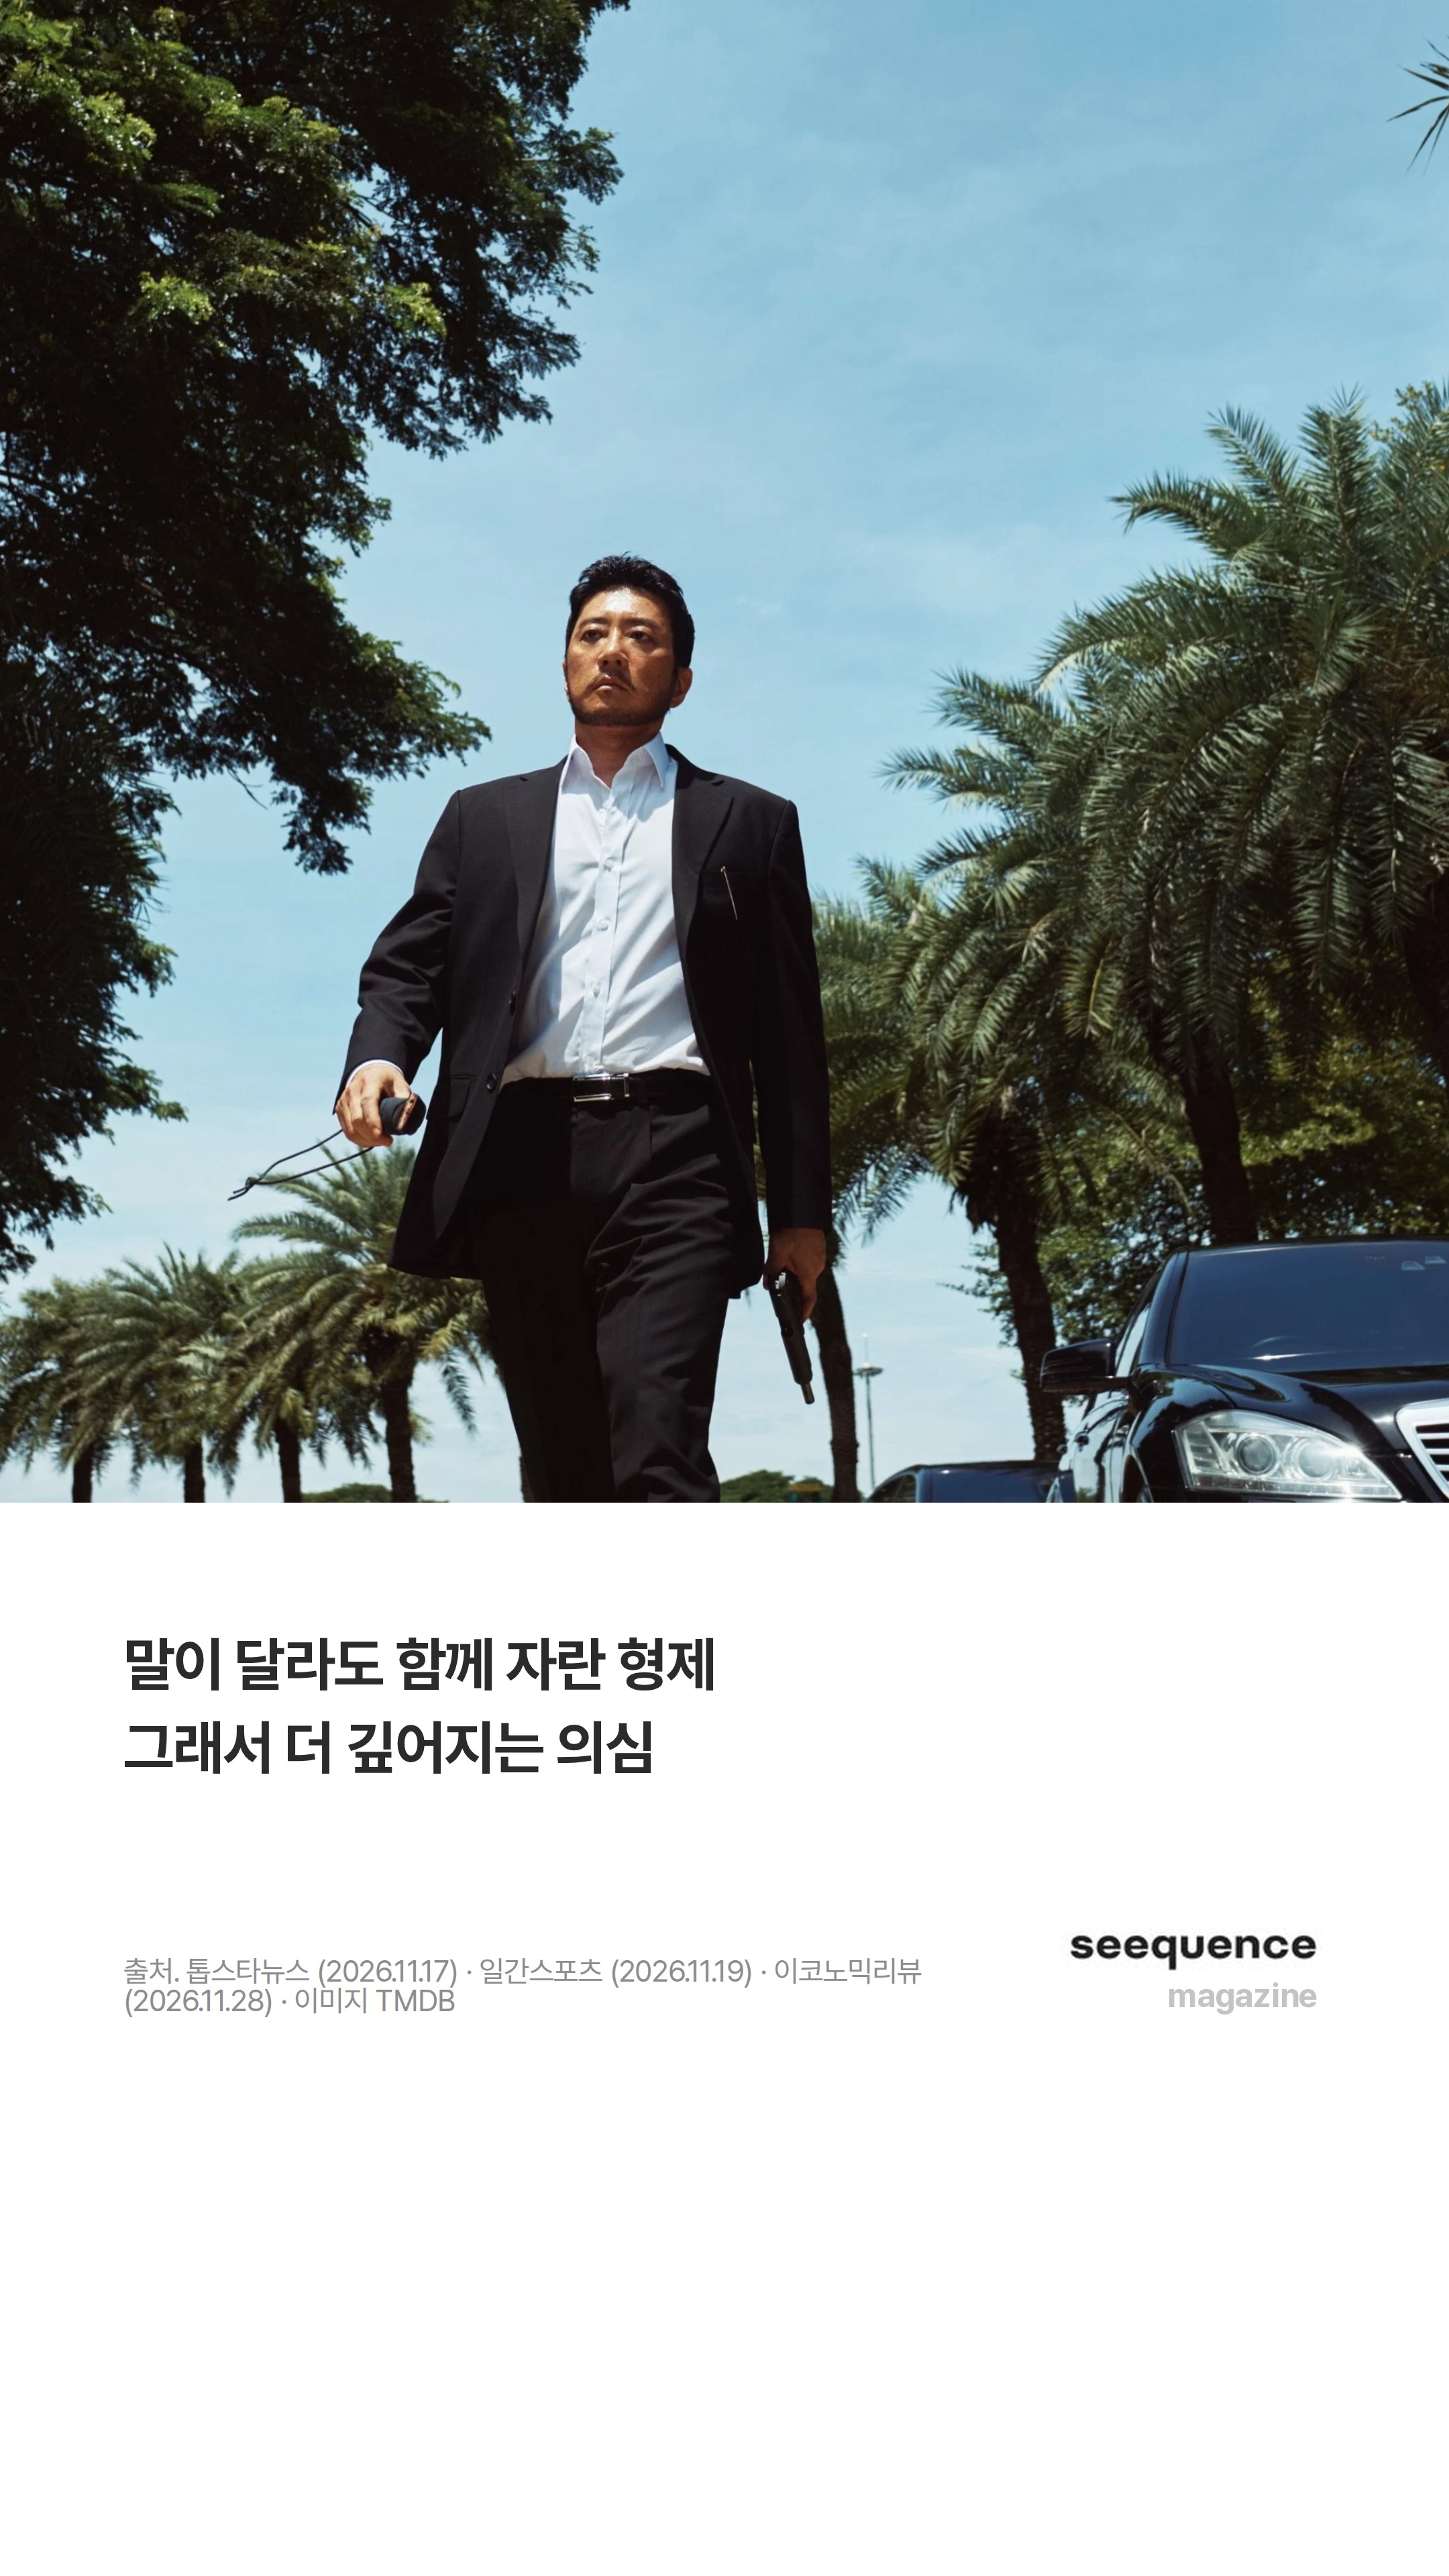 말이 달라도 함께 자란 형제
그래서 더 깊어지는 의심
출처. 톱스타뉴스 (2026.11.17) · 일간스포츠 (2026.11.19) · 이코노믹리뷰
(2026.11.28) · 이미지 TMDB
seequence
magazine